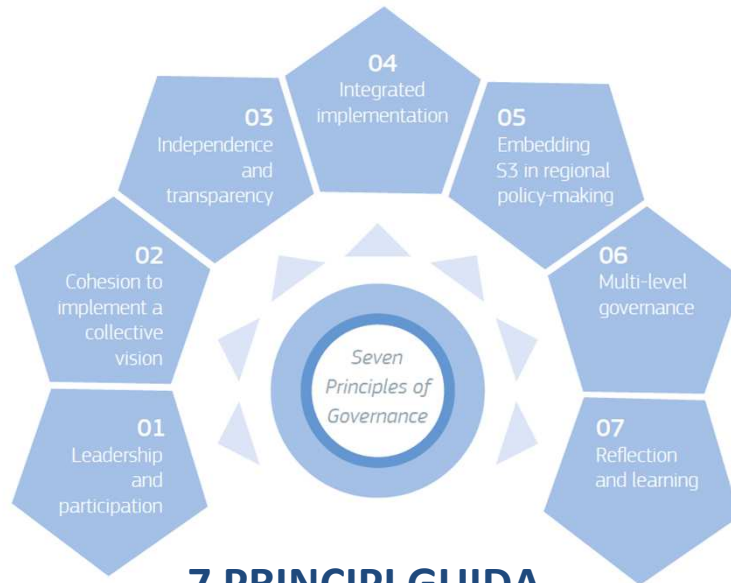 01
Leadership
and
participation
02
Cohesion to
implement a
collective
vision
03
Independence
and
transparency
04
Integrated
implementation
05
Embedding
S3 in regional
policy-making
06
Multi-level
governance
07
Reflection
and learning
Seven
Principles of
Governance
7 PRINCIPI GUIDA